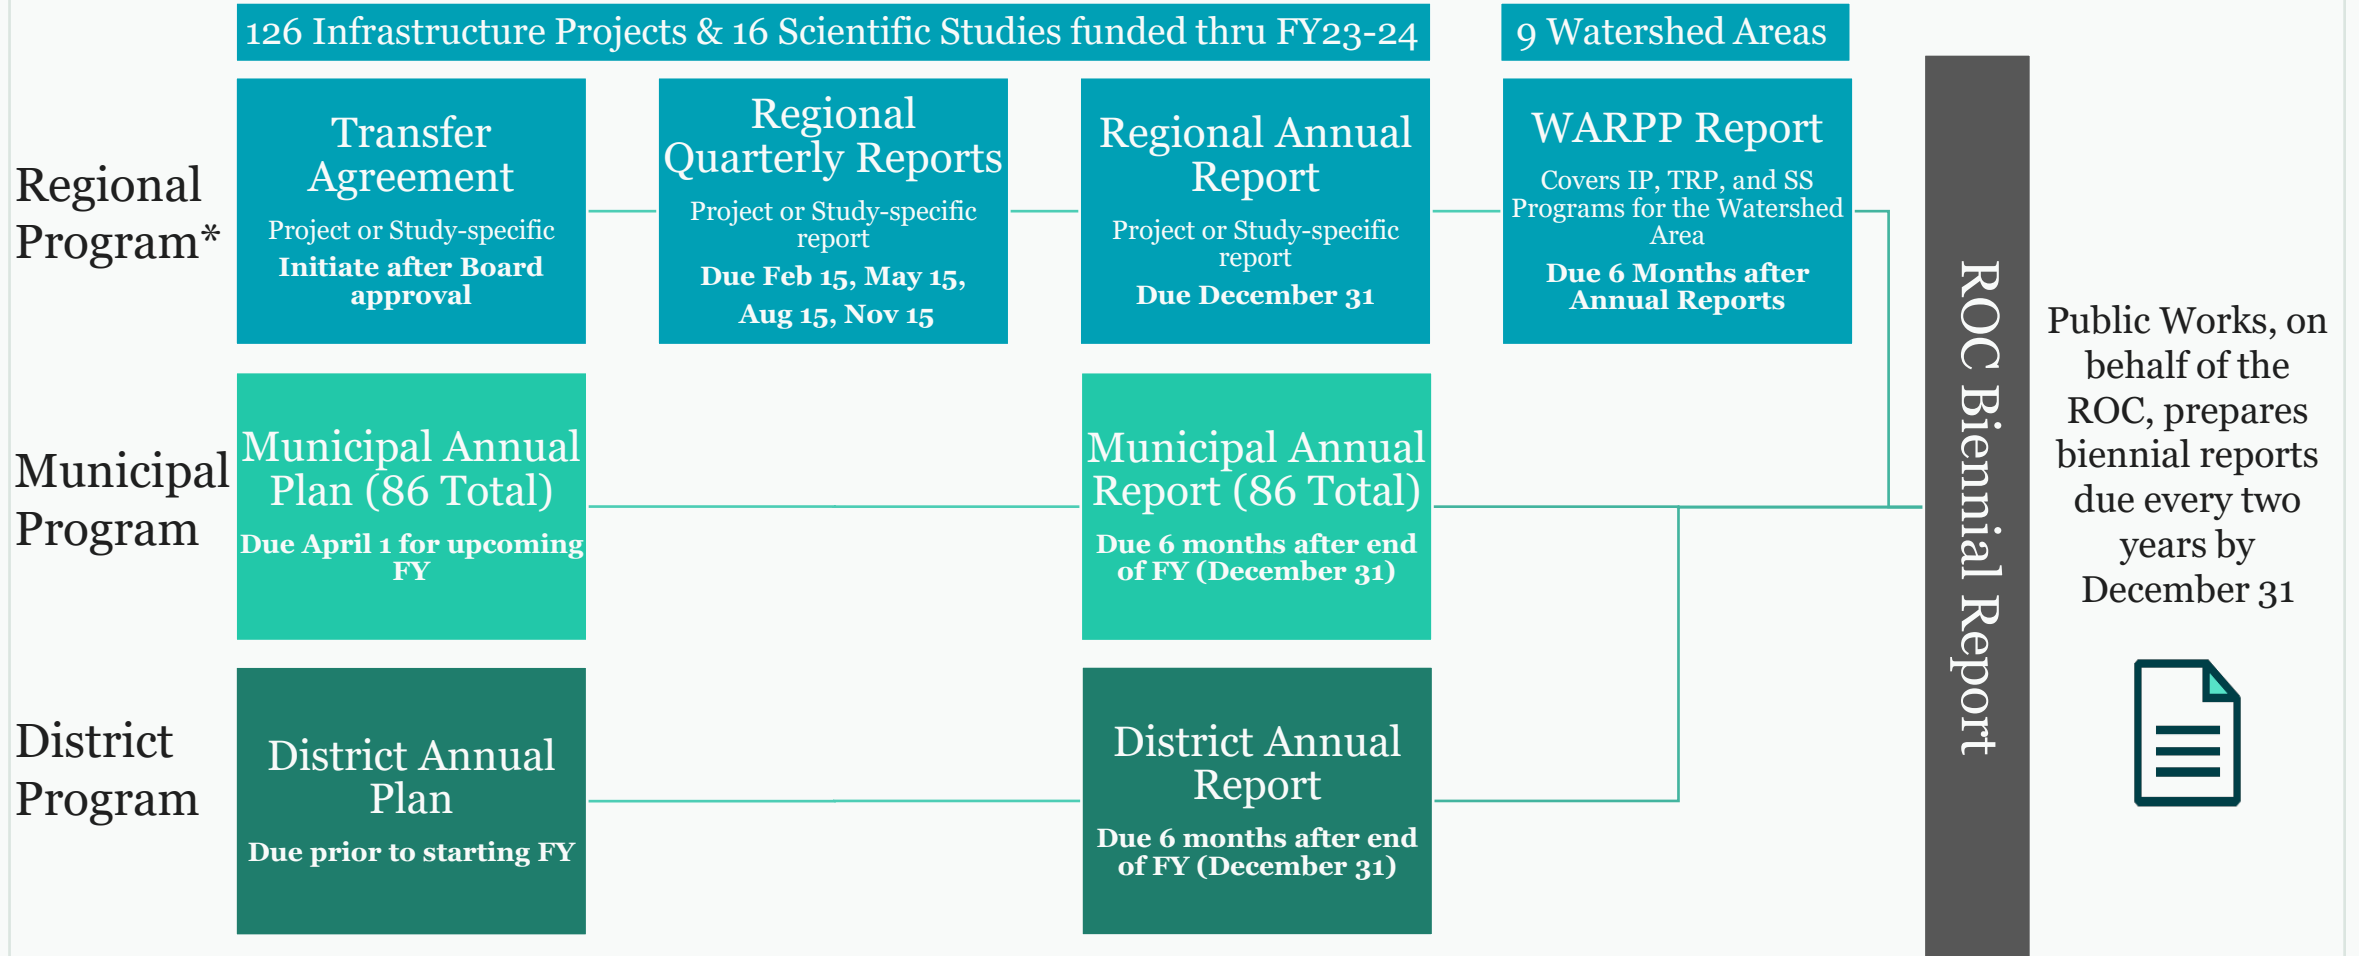 126 Infrastructure Projects & 16 Scientific Studies funded thru FY23-24
9 Watershed Areas
Regional
Program*
Transfer
Agreement
Project or Study-specific
Initiate after Board
approval
Regional
Quarterly Reports
Project or Study-specific
report
Due Feb 15, May 15,
Aug 15, Nov 15
Regional Annual
Report
Project or Study-specific
report
Due December 31
WARPP Report
Covers IP, TRP, and SS
Programs for the Watershed
Area
Due 6 Months after
Annual Reports
Municipal
Program
Municipal Annual
Plan (86 Total)
Due April 1 for upcoming
FY
Municipal Annual
Report (86 Total)
Due 6 months after end
of FY (December 31)
District
Program
District Annual
Plan
Due prior to starting FY
District Annual
Report
Due 6 months after end
of FY (December 31)
ROC Biennial Report
Public Works, on
behalf of the
ROC, prepares
biennial reports
due every two
years by
December 31